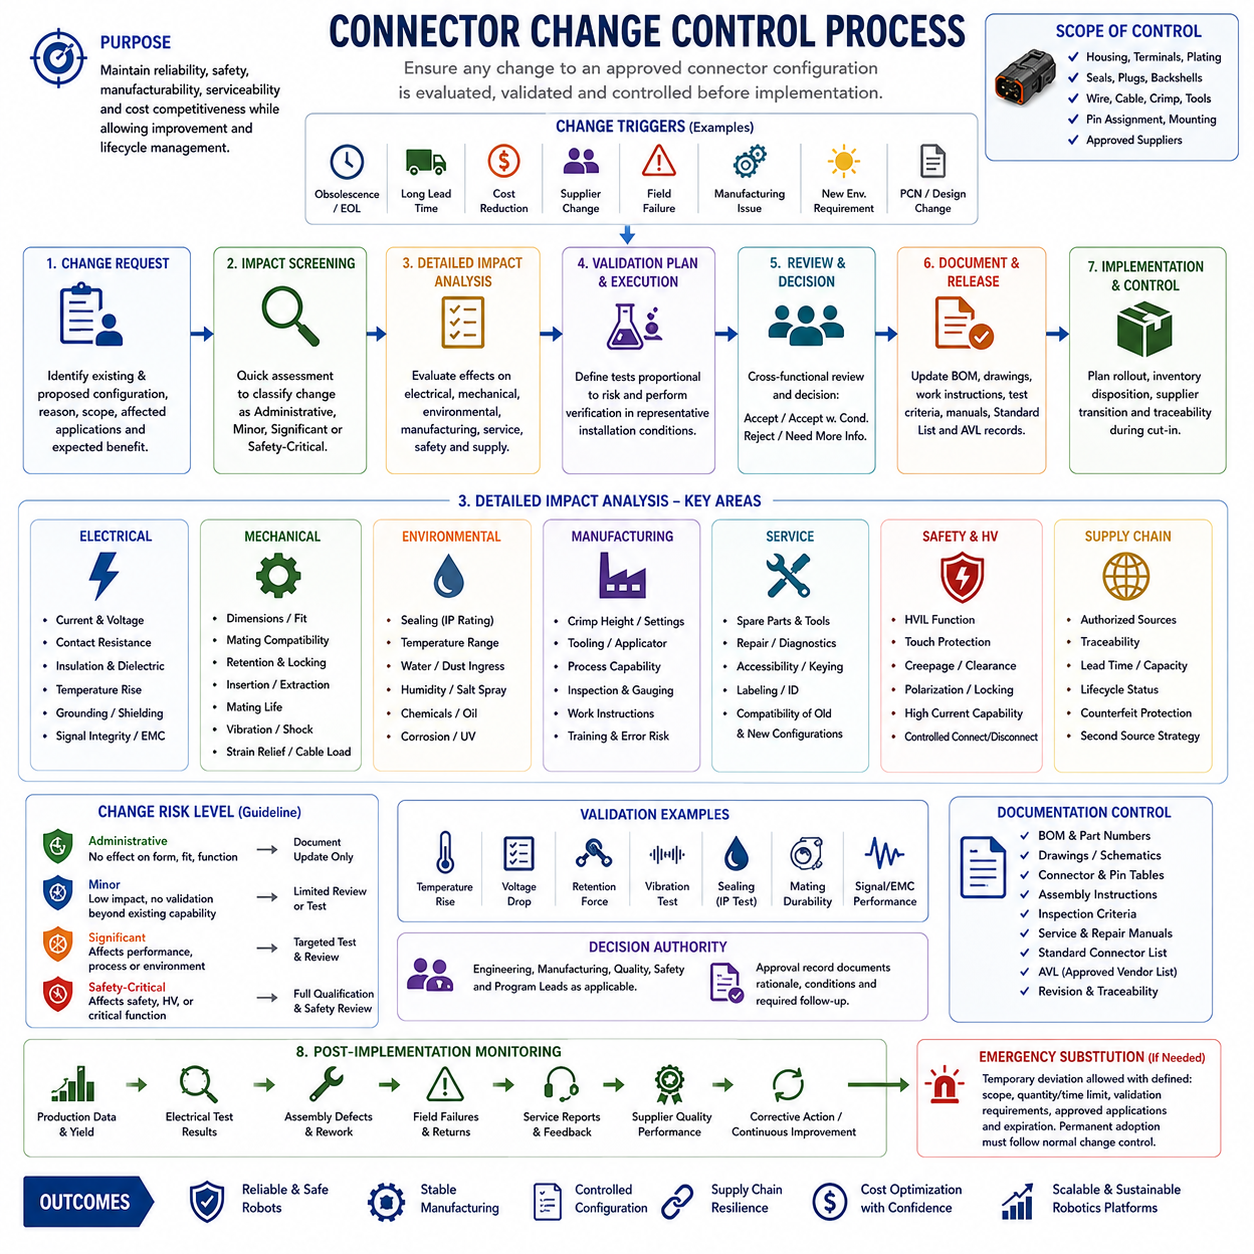 CONNECTOR CHANGE CONTROL PROCESS
Ensure any change to an approved connector configuration
is evaluated, validated and controlled before implementation.
PURPOSE
Maintain reliability, safety,
manufacturability, serviceability
and cost competitiveness while
allowing improvement and
lifecycle management.
SCOPE OF CONTROL
Housing, Terminals, Plating
Seals, Plugs, Backshells
Wire, Cable, Crimp, Tools
Pin Assignment, Mounting
Approved Suppliers
CHANGE TRIGGERS (Examples)
Obsolescence
/ EOL
Long Lead
Time
Cost
Reduction
Supplier
Change
Field
Failure
Manufacturing
Issue
New Env.
Requirement
PCN / Design
Change
1. CHANGE REQUEST
Identify existing &
proposed configuration,
reason, scope, affected
applications and
expected benefit.
2. IMPACT SCREENING
Quick assessment
to classify change
as Administrative,
Minor, Significant or
Safety-Critical.
3. DETAILED IMPACT
ANALYSIS
Evaluate effects on
electrical, mechanical,
environmental,
manufacturing, service,
safety and supply.
4. VALIDATION PLAN
& EXECUTION
Define tests proportional
to risk and perform
verification in representative
installation conditions.
5. REVIEW &
DECISION
Cross-functional review
and decision:
Accept / Accept w. Cond.
Reject / Need More Info.
6. DOCUMENT &
RELEASE
Update BOM, drawings,
work instructions, test
criteria, manuals, Standard
List and AVL records.
7. IMPLEMENTATION
& CONTROL
Plan rollout, inventory
disposition, supplier
transition and traceability
during cut-in.
3. DETAILED IMPACT ANALYSIS – KEY AREAS
ELECTRICAL
• Current & Voltage
• Contact Resistance
• Insulation & Dielectric
• Temperature Rise
• Grounding / Shielding
• Signal Integrity / EMC
MECHANICAL
• Dimensions / Fit
• Mating Compatibility
• Retention & Locking
• Insertion / Extraction
• Mating Life
• Vibration / Shock
• Strain Relief / Cable Load
ENVIRONMENTAL
• Sealing (IP Rating)
• Temperature Range
• Water / Dust Ingress
• Humidity / Salt Spray
• Chemicals / Oil
• Corrosion / UV
MANUFACTURING
• Crimp Height / Settings
• Tooling / Applicator
• Process Capability
• Inspection & Gauging
• Work Instructions
• Training & Error Risk
SERVICE
• Spare Parts & Tools
• Repair / Diagnostics
• Accessibility / Keying
• Labeling / ID
• Compatibility of Old
& New Configurations
SAFETY & HV
• HVIL Function
• Touch Protection
• Creepage / Clearance
• Polarization / Locking
• High Current Capability
• Controlled Connect/Disconnect
SUPPLY CHAIN
• Authorized Sources
• Traceability
• Lead Time / Capacity
• Lifecycle Status
• Counterfeit Protection
• Second Source Strategy
CHANGE RISK LEVEL (Guideline)
Administrative
No effect on form, fit, function
Document
Update Only
Minor
Low impact, no validation
beyond existing capability
Limited Review
or Test
Significant
Affects performance,
process or environment
Targeted Test
& Review
Safety-Critical
Affects safety, HV, or
critical function
Full Qualification
& Safety Review
VALIDATION EXAMPLES
Temperature
Rise
Voltage
Drop
Retention
Force
Vibration
Test
Sealing
(IP Test)
Mating
Durability
Signal/EMC
Performance
DECISION AUTHORITY
Engineering, Manufacturing, Quality, Safety
and Program Leads as applicable.
Approval record documents
rationale, conditions and
required follow-up.
DOCUMENTATION CONTROL
BOM & Part Numbers
Drawings / Schematics
Connector & Pin Tables
Assembly Instructions
Inspection Criteria
Service & Repair Manuals
Standard Connector List
AVL (Approved Vendor List)
Revision & Traceability
8. POST-IMPLEMENTATION MONITORING
Production Data
& Yield
Electrical Test
Results
Assembly Defects
& Rework
Field Failures
& Returns
Service Reports
& Feedback
Supplier Quality
Performance
Corrective Action /
Continuous Improvement
EMERGENCY SUBSTITUTION (If Needed)
Temporary deviation allowed with defined:
scope, quantity/time limit, validation
requirements, approved applications
and expiration. Permanent adoption
must follow normal change control.
OUTCOMES
Reliable & Safe
Robots
Stable
Manufacturing
Controlled
Configuration
Supply Chain
Resilience
Cost Optimization
with Confidence
Scalable & Sustainable
Robotics Platforms